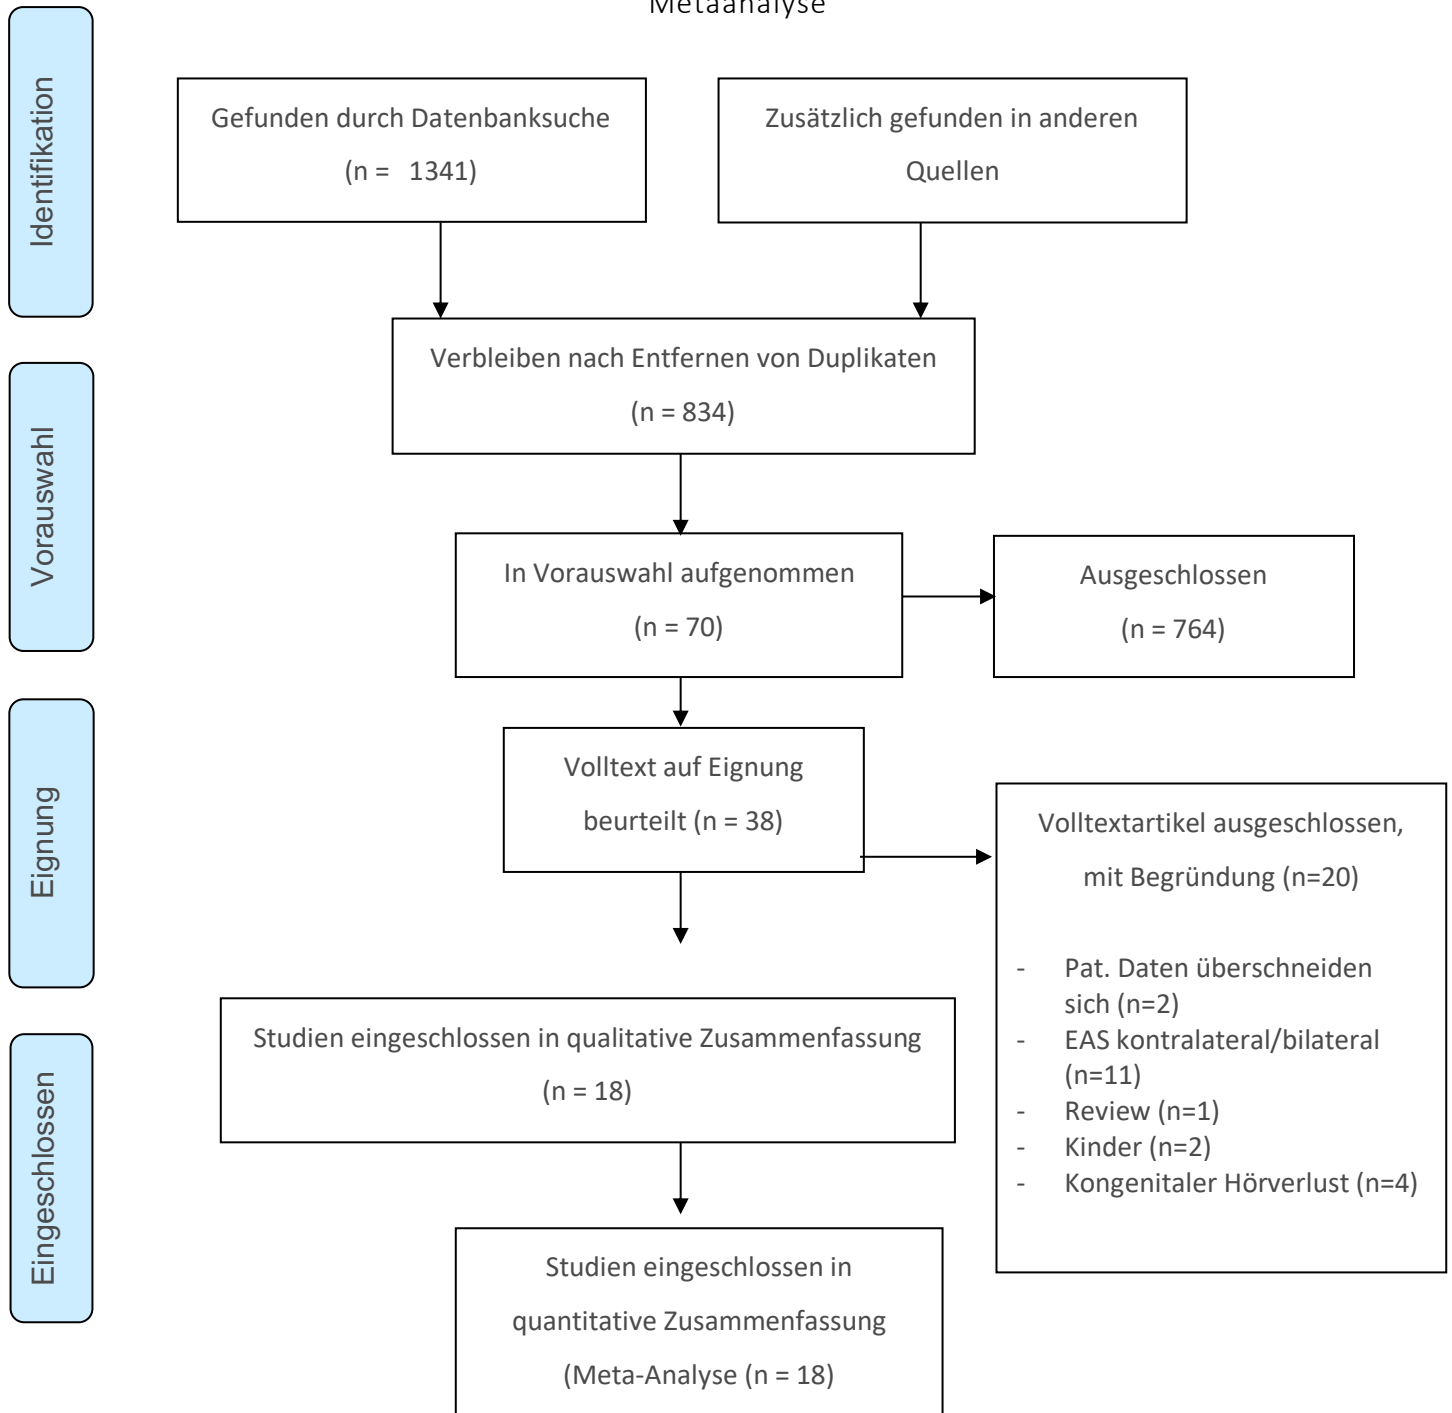 Metaanalyse
Identifikation
Gefunden durch Datenbanksuche
(n = 1341)
Zusätzlich gefunden in anderen
Quellen
Verbleiben nach Entfernen von Duplikaten
(n = 834)
Vorauswahl
In Vorauswahl aufgenommen
(n = 70)
Ausgeschlossen
(n = 764)
Eignung
Volltext auf Eignung
beurteilt (n = 38)
Volltextartikel ausgeschlossen,
mit Begründung (n=20)
- Pat. Daten überschneiden
sich (n=2)
- EAS kontralateral/bilateral
(n=11)
- Review (n=1)
- Kinder (n=2)
- Kongenitaler Hörverlust (n=4)
Eingeschlossen
Studien eingeschlossen in qualitative Zusammenfassung
(n = 18)
Studien eingeschlossen in
quantitative Zusammenfassung
(Meta-Analyse (n = 18)